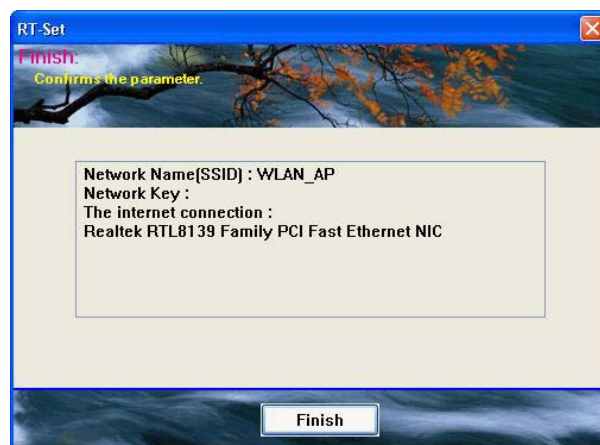 RT-Set
Finish:
Confirms the parameter.
Network Name(SSID) : WLAN_AP
Network Key :
The internet connection :
Realtek RTL8139 Family PCI Fast Ethernet NIC
Finish